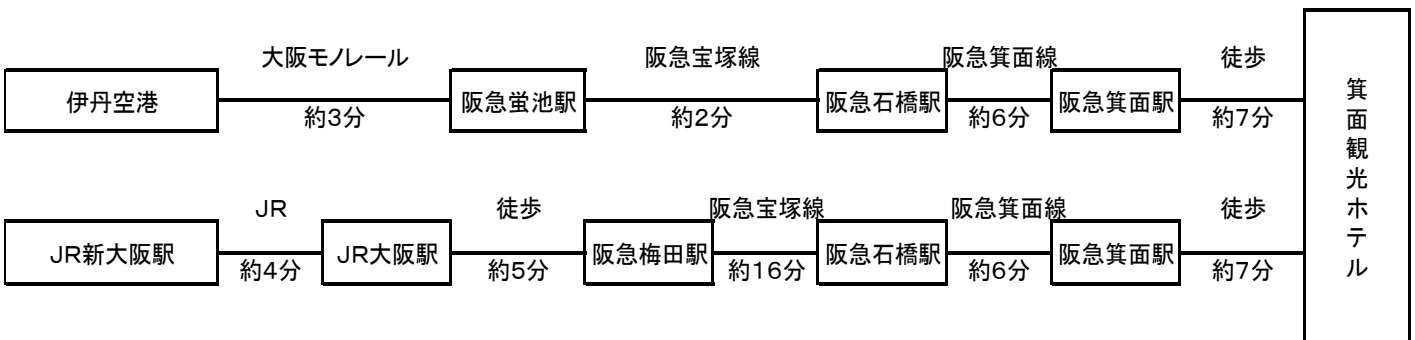 大阪モノレール 阪急宝塚線 阪急箕面線 徒歩
伊丹空港 阪急蛍池駅 阪急石橋駅 阪急箕面駅
約3分 約2分 約6分 約7分
JR 徒歩 阪急宝塚線 阪急箕面線 徒歩
JR新大阪駅 JR大阪駅 阪急梅田駅 阪急石橋駅 阪急箕面駅
約4分 約5分 約16分 約6分 約7分
箕面観光ホテル